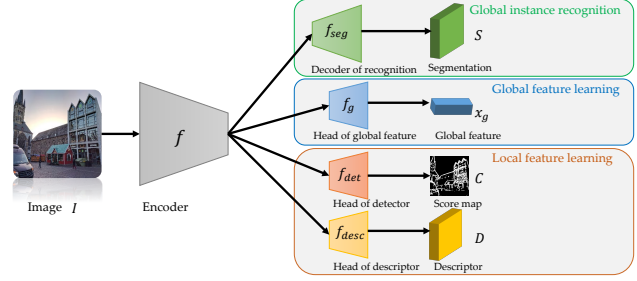 Global instance recognition
f_seg
S
Decoder of recognition
Segmentation
Global feature learning
f_g
x_g
Head of global feature
Global feature
f
Local feature learning
f_det
C
Head of detector
Score map
Image I
Encoder
f_desc
D
Head of descriptor
Descriptor